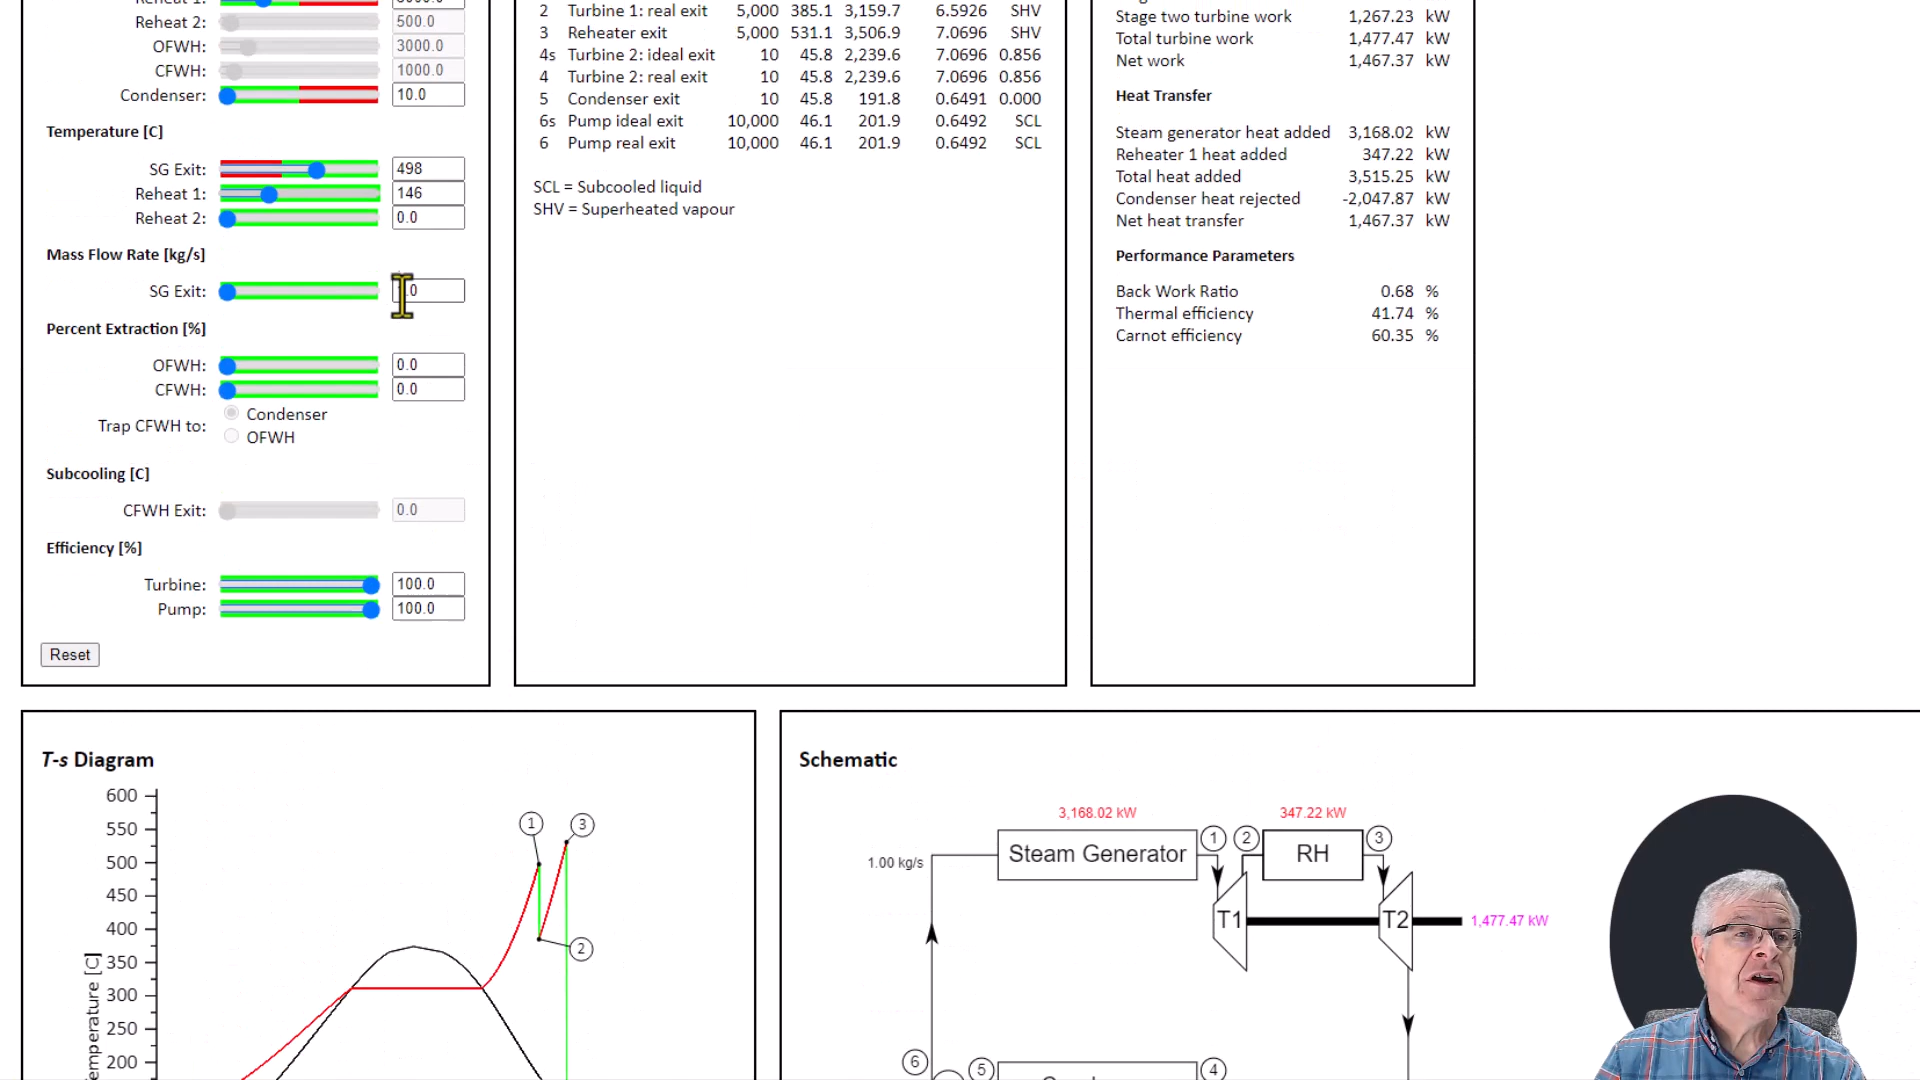 Reheat 1:
Reheat 2: 500.0
OFWH: 3000.0
CFWH: 1000.0
Condenser: 10.0
Temperature [C]
SG Exit: 498
Reheat 1: 146
Reheat 2: 0.0
Mass Flow Rate [kg/s]
SG Exit: .0
Percent Extraction [%]
OFWH: 0.0
CFWH: 0.0
Trap CFWH to: Condenser
OFWH
Subcooling [C]
CFWH Exit: 0.0
Efficiency [%]
Turbine: 100.0
Pump: 100.0
Reset
2 Turbine 1: real exit 5,000 385.1 3,159.7 6.5926 SHV
3 Reheater exit 5,000 531.1 3,506.9 7.0696 SHV
4s Turbine 2: ideal exit 10 45.8 2,239.6 7.0696 0.856
4 Turbine 2: real exit 10 45.8 2,239.6 7.0696 0.856
5 Condenser exit 10 45.8 191.8 0.6491 0.000
6s Pump ideal exit 10,000 46.1 201.9 0.6492 SCL
6 Pump real exit 10,000 46.1 201.9 0.6492 SCL
SCL = Subcooled liquid
SHV = Superheated vapour
Stage two turbine work 1,267.23 kW
Total turbine work 1,477.47 kW
Net work 1,467.37 kW
Heat Transfer
Steam generator heat added 3,168.02 kW
Reheater 1 heat added 347.22 kW
Total heat added 3,515.25 kW
Condenser heat rejected -2,047.87 kW
Net heat transfer 1,467.37 kW
Performance Parameters
Back Work Ratio 0.68 %
Thermal efficiency 41.74 %
Carnot efficiency 60.35 %
T-s Diagram
600
550
500
450
400
350
300
250
200
emperature [C]
1
3
2
Schematic
3,168.02 kW 347.22 kW
1.00 kg/s Steam Generator 1 2 RH 3
T1 T2 1,477.47 kW
6 5 4